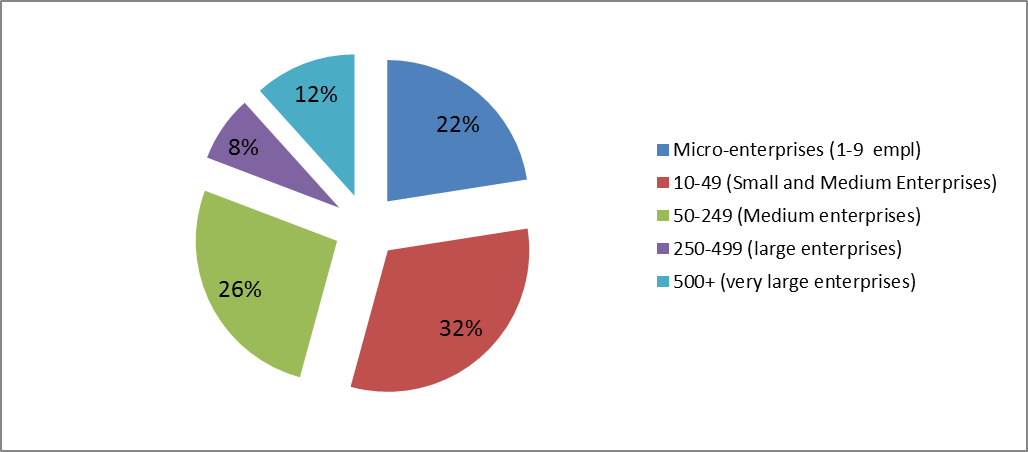 12%
22%
8%
26%
32%
Micro-enterprises (1-9 empl)
10-49 (Small and Medium Enterprises)
50-249 (Medium enterprises)
250-499 (large enterprises)
500+ (very large enterprises)